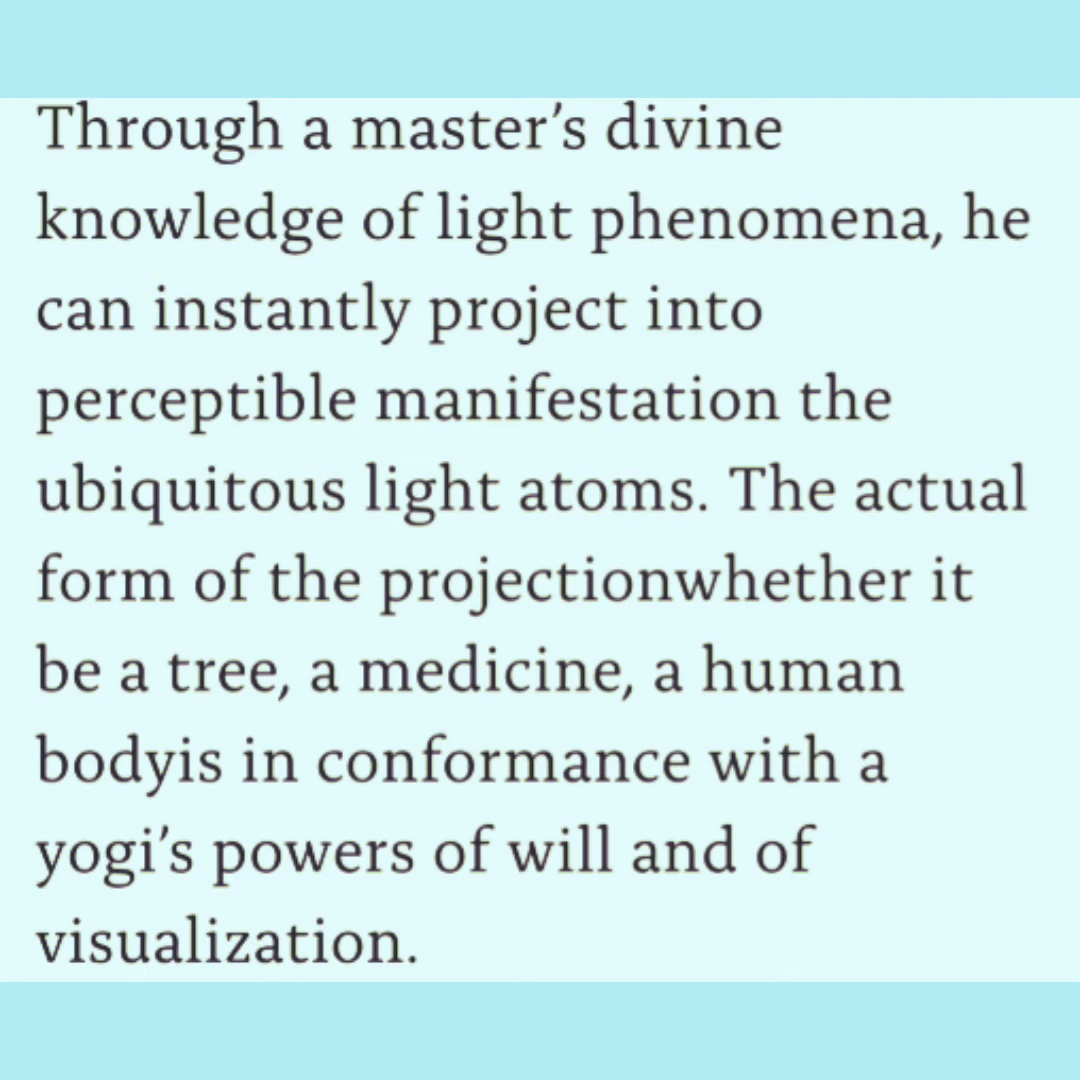 Through a master’s divine
knowledge of light phenomena, he
can instantly project into
perceptible manifestation the
ubiquitous light atoms. The actual
form of the projectionwhether it
be a tree, a medicine, a human
bodyis in conformance with a
yogi’s powers of will and of
visualization.